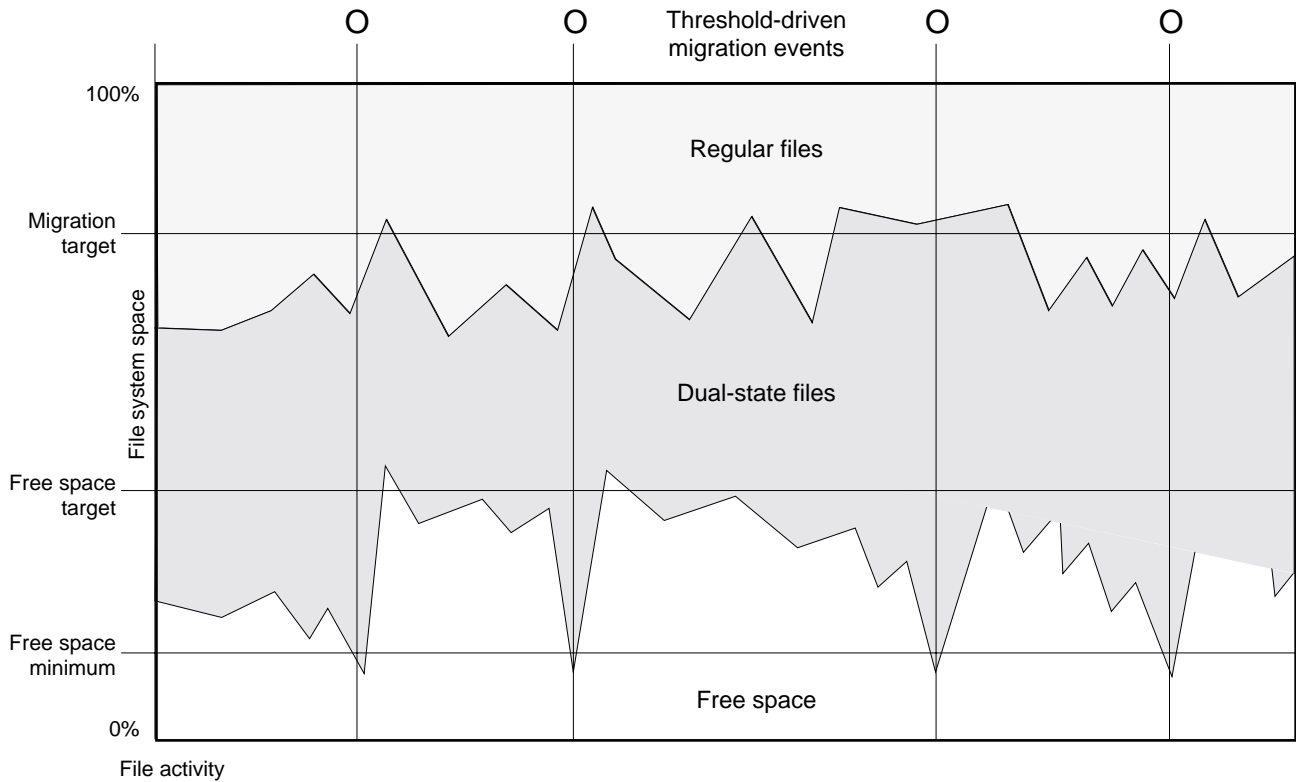 O
O
Threshold-driven
migration events
O
O
100%
Regular files
Migration
target
File system space
Dual-state files
Free space
target
Free space
minimum
Free space
0%
File activity